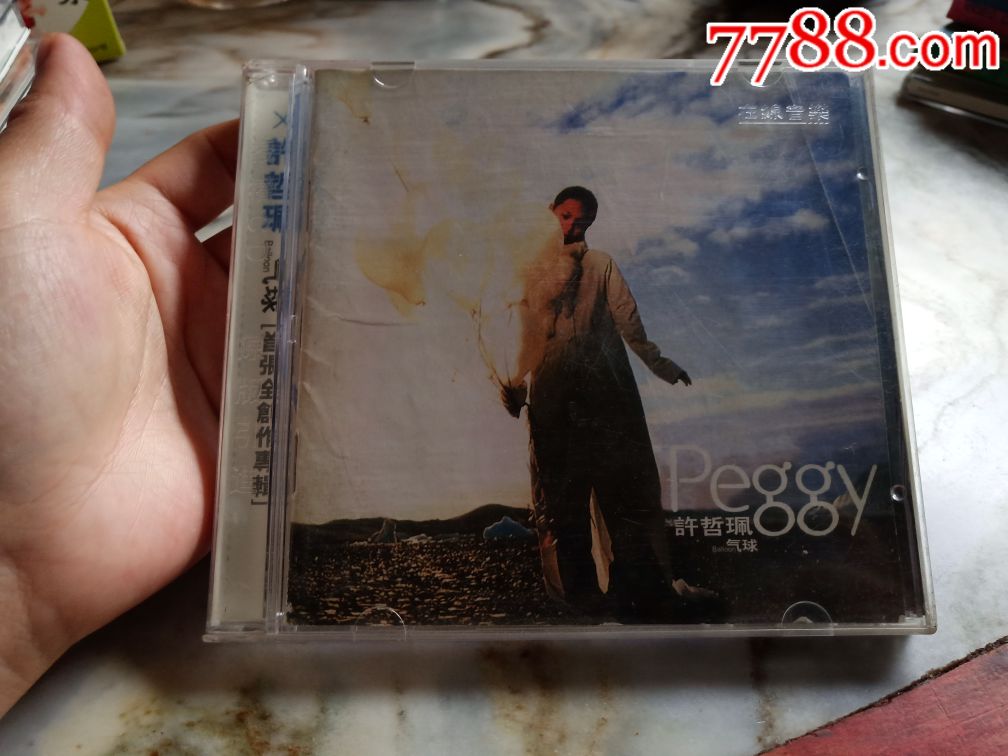 7788.com
在線音樂
×許哲珮
Balloon
气球
[首張全創作專輯]
Peggy
許哲珮
Balloon 气球